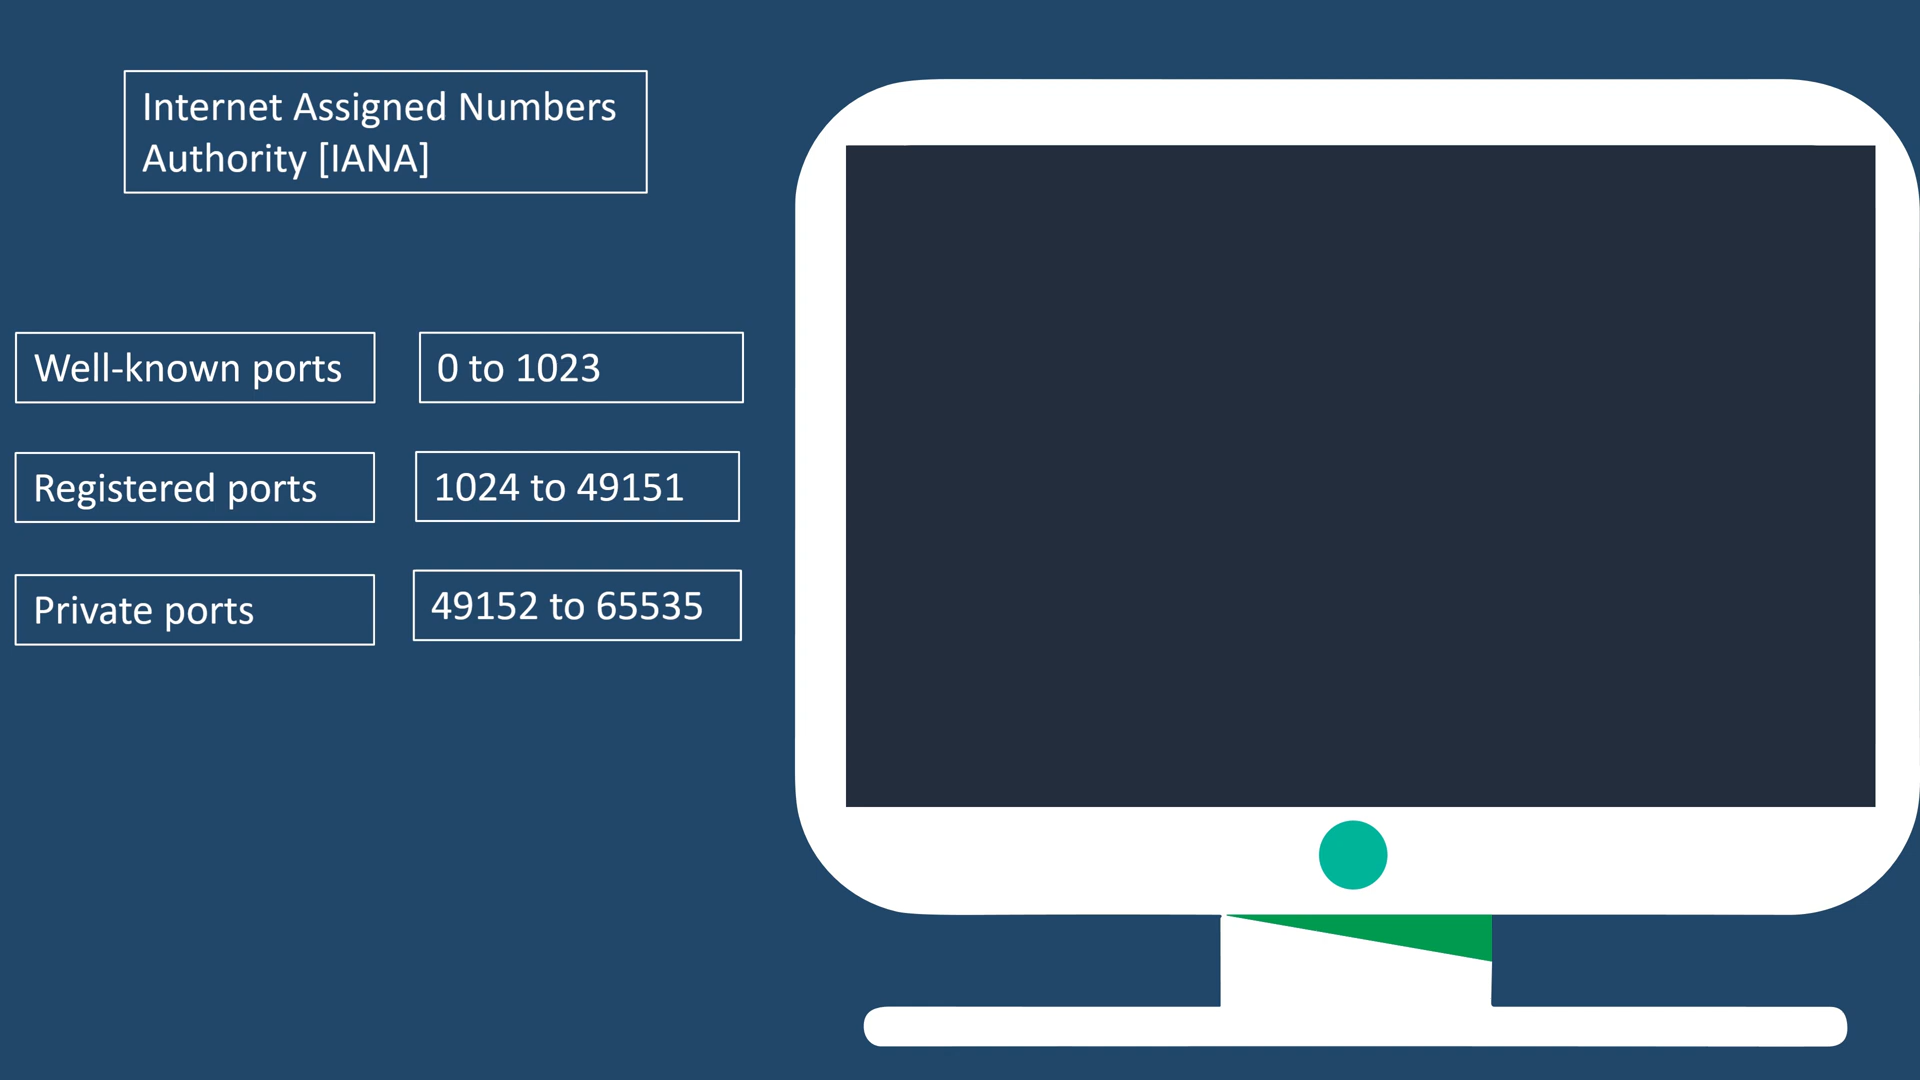 Internet Assigned Numbers
Authority [IANA]
Well-known ports
0 to 1023
Registered ports
1024 to 49151
Private ports
49152 to 65535